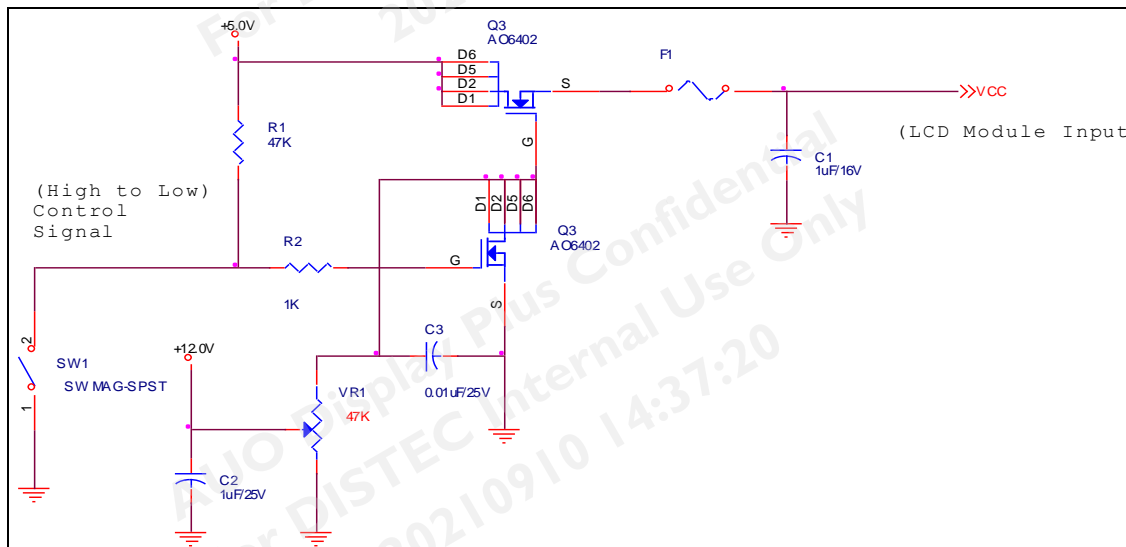 +5.0V
Q3
AO6402
D6
D5
D2
D1
S
G
F1
VCC
(LCD Module Input
R1
47K
C1
1uF/16V
(High to Low)
Control
Signal
D1
D2
D5
D6
Q3
AO6402
R2
1K
G
S
2
1
SW1
SW MAG-SPST
+12.0V
C3
0.01uF/25V
VR1
47K
C2
1uF/25V
AUO Display Plus Confidential
For DISTEC Internal Use Only
20210910 14:37:20
For D
202